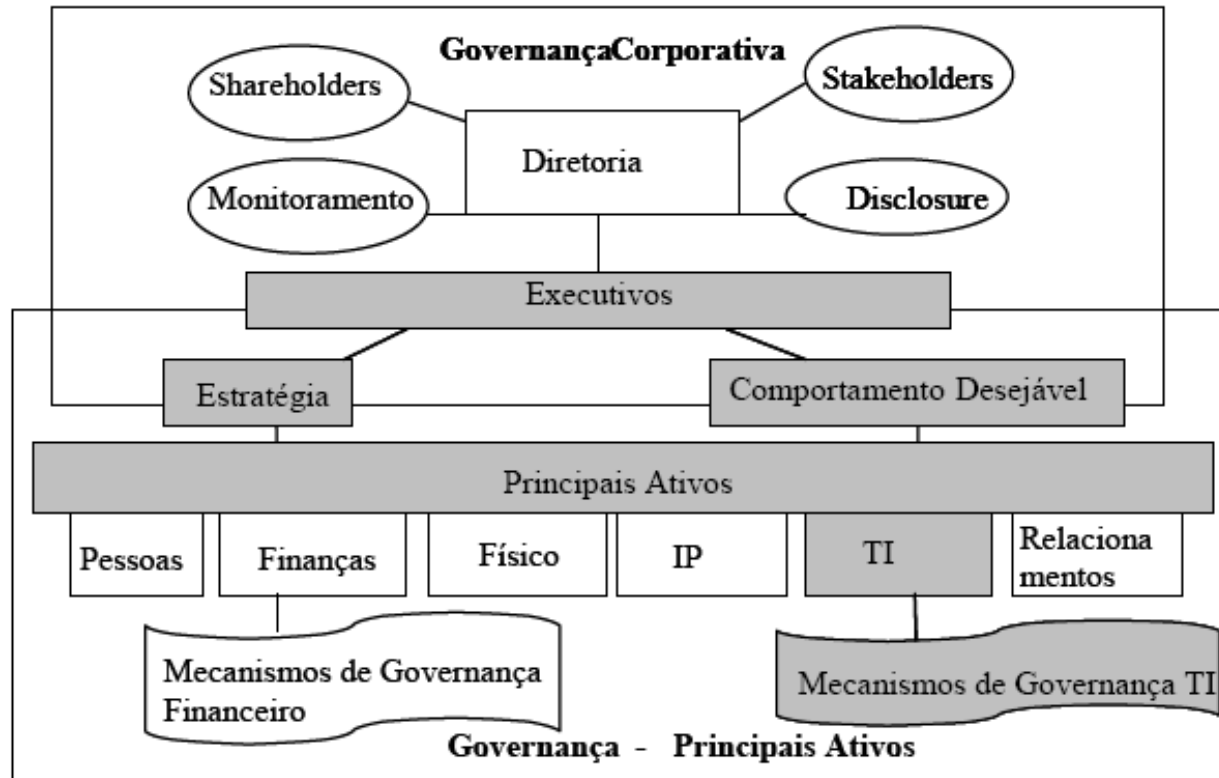 GovernançaCorporativa
Shareholders
Stakeholders
Diretoria
Monitoramento
Disclosure
Executivos
Estratégia
Comportamento Desejável
Principais Ativos
Pessoas
Finanças
Físico
IP
TI
Relaciona
mentos
Mecanismos de Governança
Financeiro
Mecanismos de Governança TI
Governança - Principais Ativos